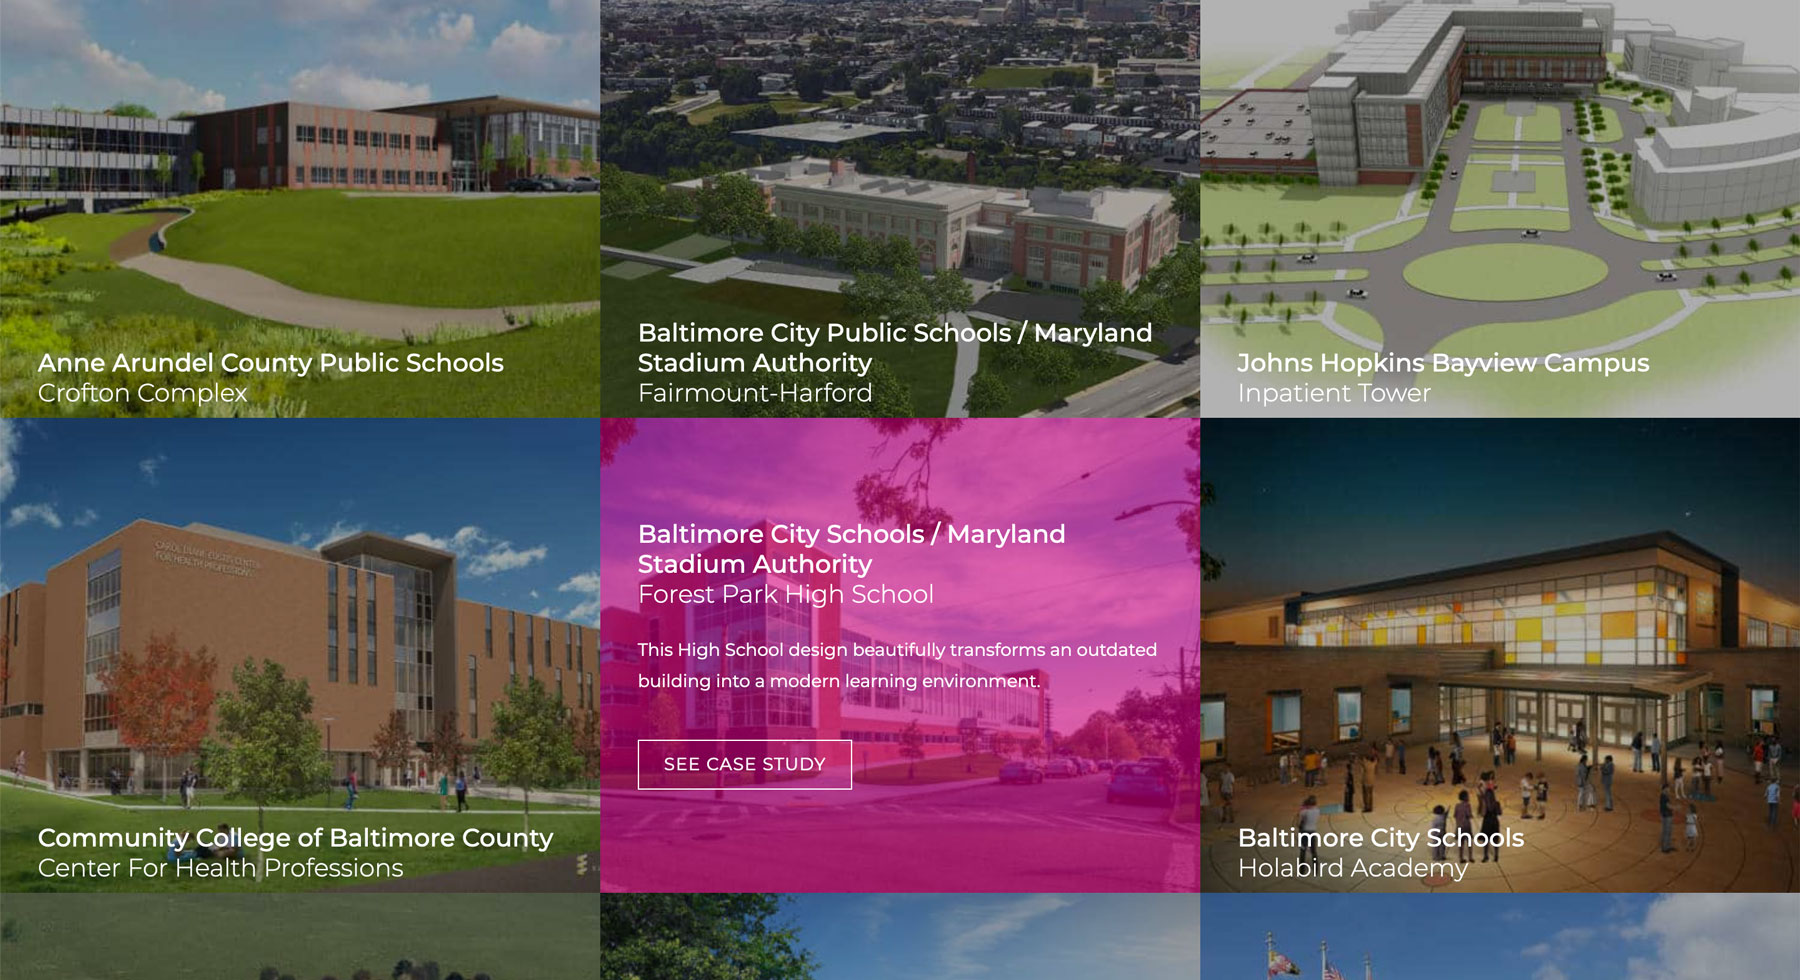 Anne Arundel County Public Schools
Crofton Complex
Baltimore City Public Schools / Maryland
Stadium Authority
Fairmount-Harford
Johns Hopkins Bayview Campus
Inpatient Tower
FOR HEALTH PROFESSIONS
Community College of Baltimore County
Center For Health Professions
Baltimore City Schools / Maryland
Stadium Authority
Forest Park High School
This High School design beautifully transforms an outdated
building into a modern learning environment.
SEE CASE STUDY
Baltimore City Schools
Holabird Academy